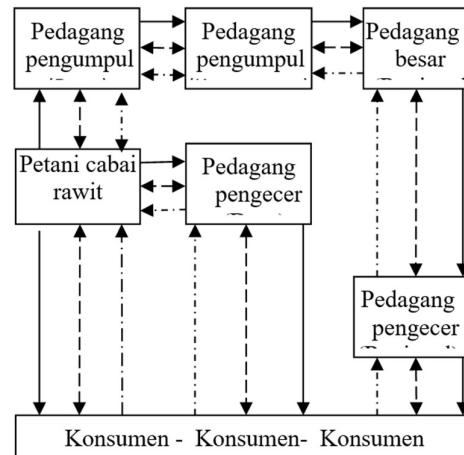 Pedagang
pengumpul
Pedagang
pengumpul
Pedagang
besar
Petani cabai
rawit
Pedagang
pengecer
Pedagang
pengecer
Konsumen - Konsumen- Konsumen